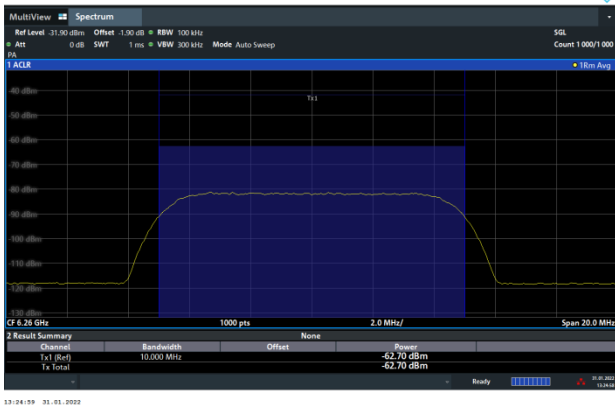 MultiView Spectrum
Ref Level -31.90 dBm Offset -1.90 dB RBW 100 kHz SGL
Att 0 dB SWT 1 ms VBW 300 kHz Mode Auto Sweep Count 1 000/1 000
PA
1 ACLR 1Rm Avg
-40 dBm
Tx1
-50 dBm
-60 dBm
-70 dBm
-80 dBm
-90 dBm
-100 dBm
-110 dBm
-120 dBm
-130 dBm
CF 6.26 GHz 1000 pts 2.0 MHz/ Span 20.0 MHz
2 Result Summary None
Channel Bandwidth Offset Power
Tx1 (Ref) 10.000 MHz -62.70 dBm
Tx Total -62.70 dBm
Ready 31.01.2022
13:24:59
13:24:59 31.01.2022